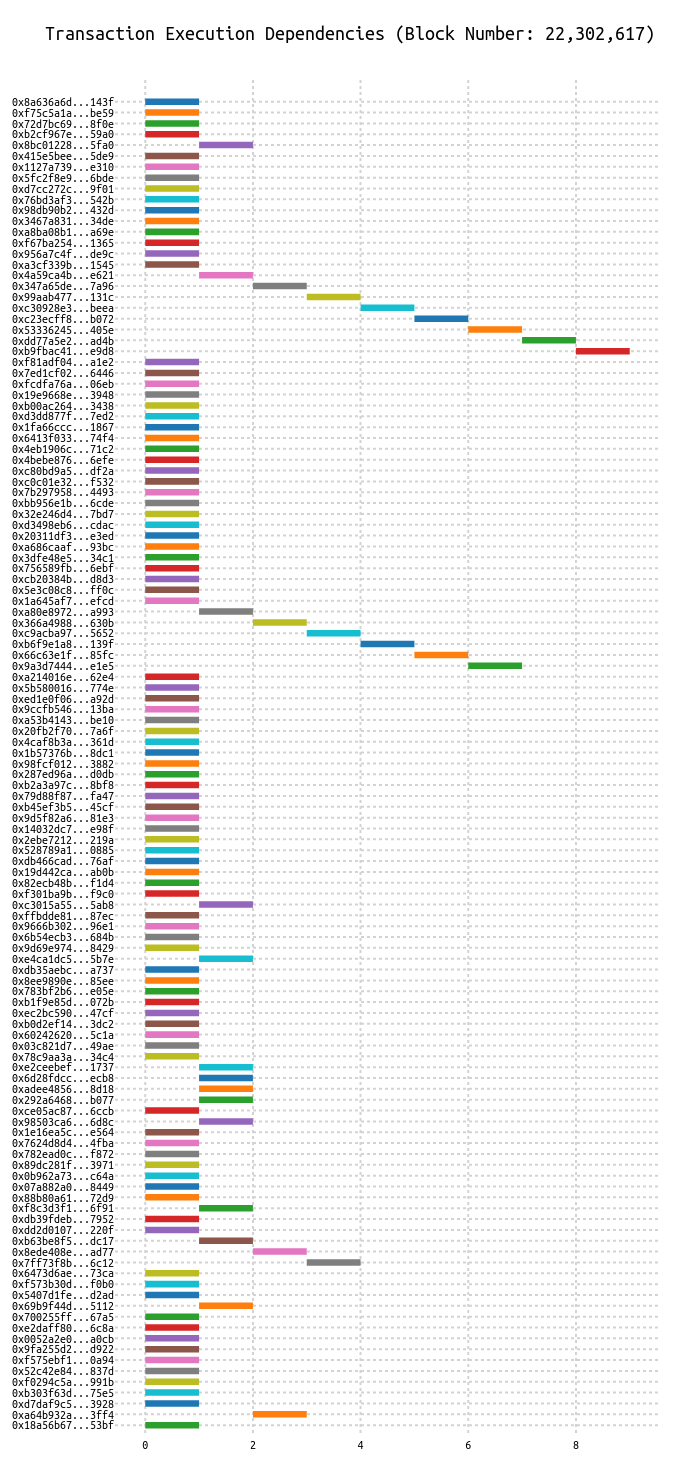 Transaction Execution Dependencies (Block Number: 22,302,617)
0x8a636a6d...143f
0xf75c5a1a...be59
0x72d7bc69...8f0e
0xb2cf967e...59a0
0x8bc01228...5fa0
0x415e5bee...5de9
0x1127a739...e310
0x5fc2f8e9...6bde
0xd7cc272c...9f01
0x76bd3af3...542b
0x98db90b2...432d
0x3467a831...34de
0xa8ba08b1...a69e
0xf67ba254...1365
0x956a7c4f...de9c
0xa3cf339b...1545
0x4a59ca4b...e621
0x347a65de...7a96
0x99aab477...131c
0xc30928e3...beea
0xc23ecff8...b072
0x53336245...405e
0xdd77a5e2...ad4b
0xb9fbac41...e9d8
0xf81adf04...a1e2
0x7ed1cf02...6446
0xfcdfa76a...06eb
0x19e9668e...3948
0xb00ac264...3438
0xd3dd877f...7ed2
0x1fa66ccc...1867
0x6413f033...74f4
0x4eb1906c...71c2
0x4bebe876...6efe
0xc80bd9a5...df2a
0xc0c01e32...f532
0x7b297958...4493
0xbb956e1b...6cde
0x32e246d4...7bd7
0xd3498eb6...cdac
0x20311df3...e3ed
0xa686caaf...93bc
0x3dfe48e5...34c1
0x756589fb...6ebf
0xcb20384b...d8d3
0x5e3c08c8...ff0c
0x1a645af7...efcd
0xa80e8972...a993
0x366a4988...630b
0xc9acba97...5652
0xb6f9e1a8...139f
0x66c63e1f...85fc
0x9a3d7444...e1e5
0xa214016e...62e4
0x5b580016...774e
0xed1e0f06...a92d
0x9ccfb546...13ba
0xa53b4143...be10
0x20fb2f70...7a6f
0x4caf8b3a...361d
0x1b57376b...8dc1
0x98fcf012...3882
0x287ed96a...d0db
0xb2a3a97c...8bf8
0x79d88f87...fa47
0xb45ef3b5...45cf
0x9d5f82a6...81e3
0x14032dc7...e98f
0x2ebe7212...219a
0x528789a1...0885
0xdb466cad...76af
0x19d442ca...ab0b
0x82ecb48b...f1d4
0xf301ba9b...f9c0
0xc3015a55...5ab8
0xffbdde81...87ec
0x9666b302...96e1
0x6b54ecb3...684b
0x9d69e974...8429
0xe4ca1dc5...5b7e
0xdb35aebc...a737
0x8ee9890e...85ee
0x783bf2b6...e05e
0xb1f9e85d...072b
0xec2bc590...47cf
0xb0d2ef14...3dc2
0x60242620...5c1a
0x03c821d7...49ae
0x78c9aa3a...34c4
0xe2ceebef...1737
0x6d28fdcc...ecb8
0xadee4856...8d18
0x292a6468...b077
0xce05ac87...6ccb
0x98503ca6...6d8c
0x1e16ea5c...e564
0x7624d8d4...4fba
0x782ead0c...f872
0x89dc281f...3971
0x0b962a73...c64a
0x07a882a0...8449
0x88b80a61...72d9
0xf8c3d3f1...6f91
0xdb39fdeb...7952
0xdd2d0107...220f
0xb63be8f5...dc17
0x8ede408e...ad77
0x7ff73f8b...6c12
0x6473d6ae...73ca
0xf573b30d...f0b0
0x5407d1fe...d2ad
0x69b9f44d...5112
0x700255ff...67a5
0xe2daff80...6c8a
0x0052a2e0...a0cb
0x9fa255d2...d922
0xf575ebf1...0a94
0x52c42e84...837d
0xf0294c5a...991b
0xb303f63d...75e5
0xd7daf9c5...3928
0xa64b932a...3ff4
0x18a56b67...53bf
0 2 4 6 8